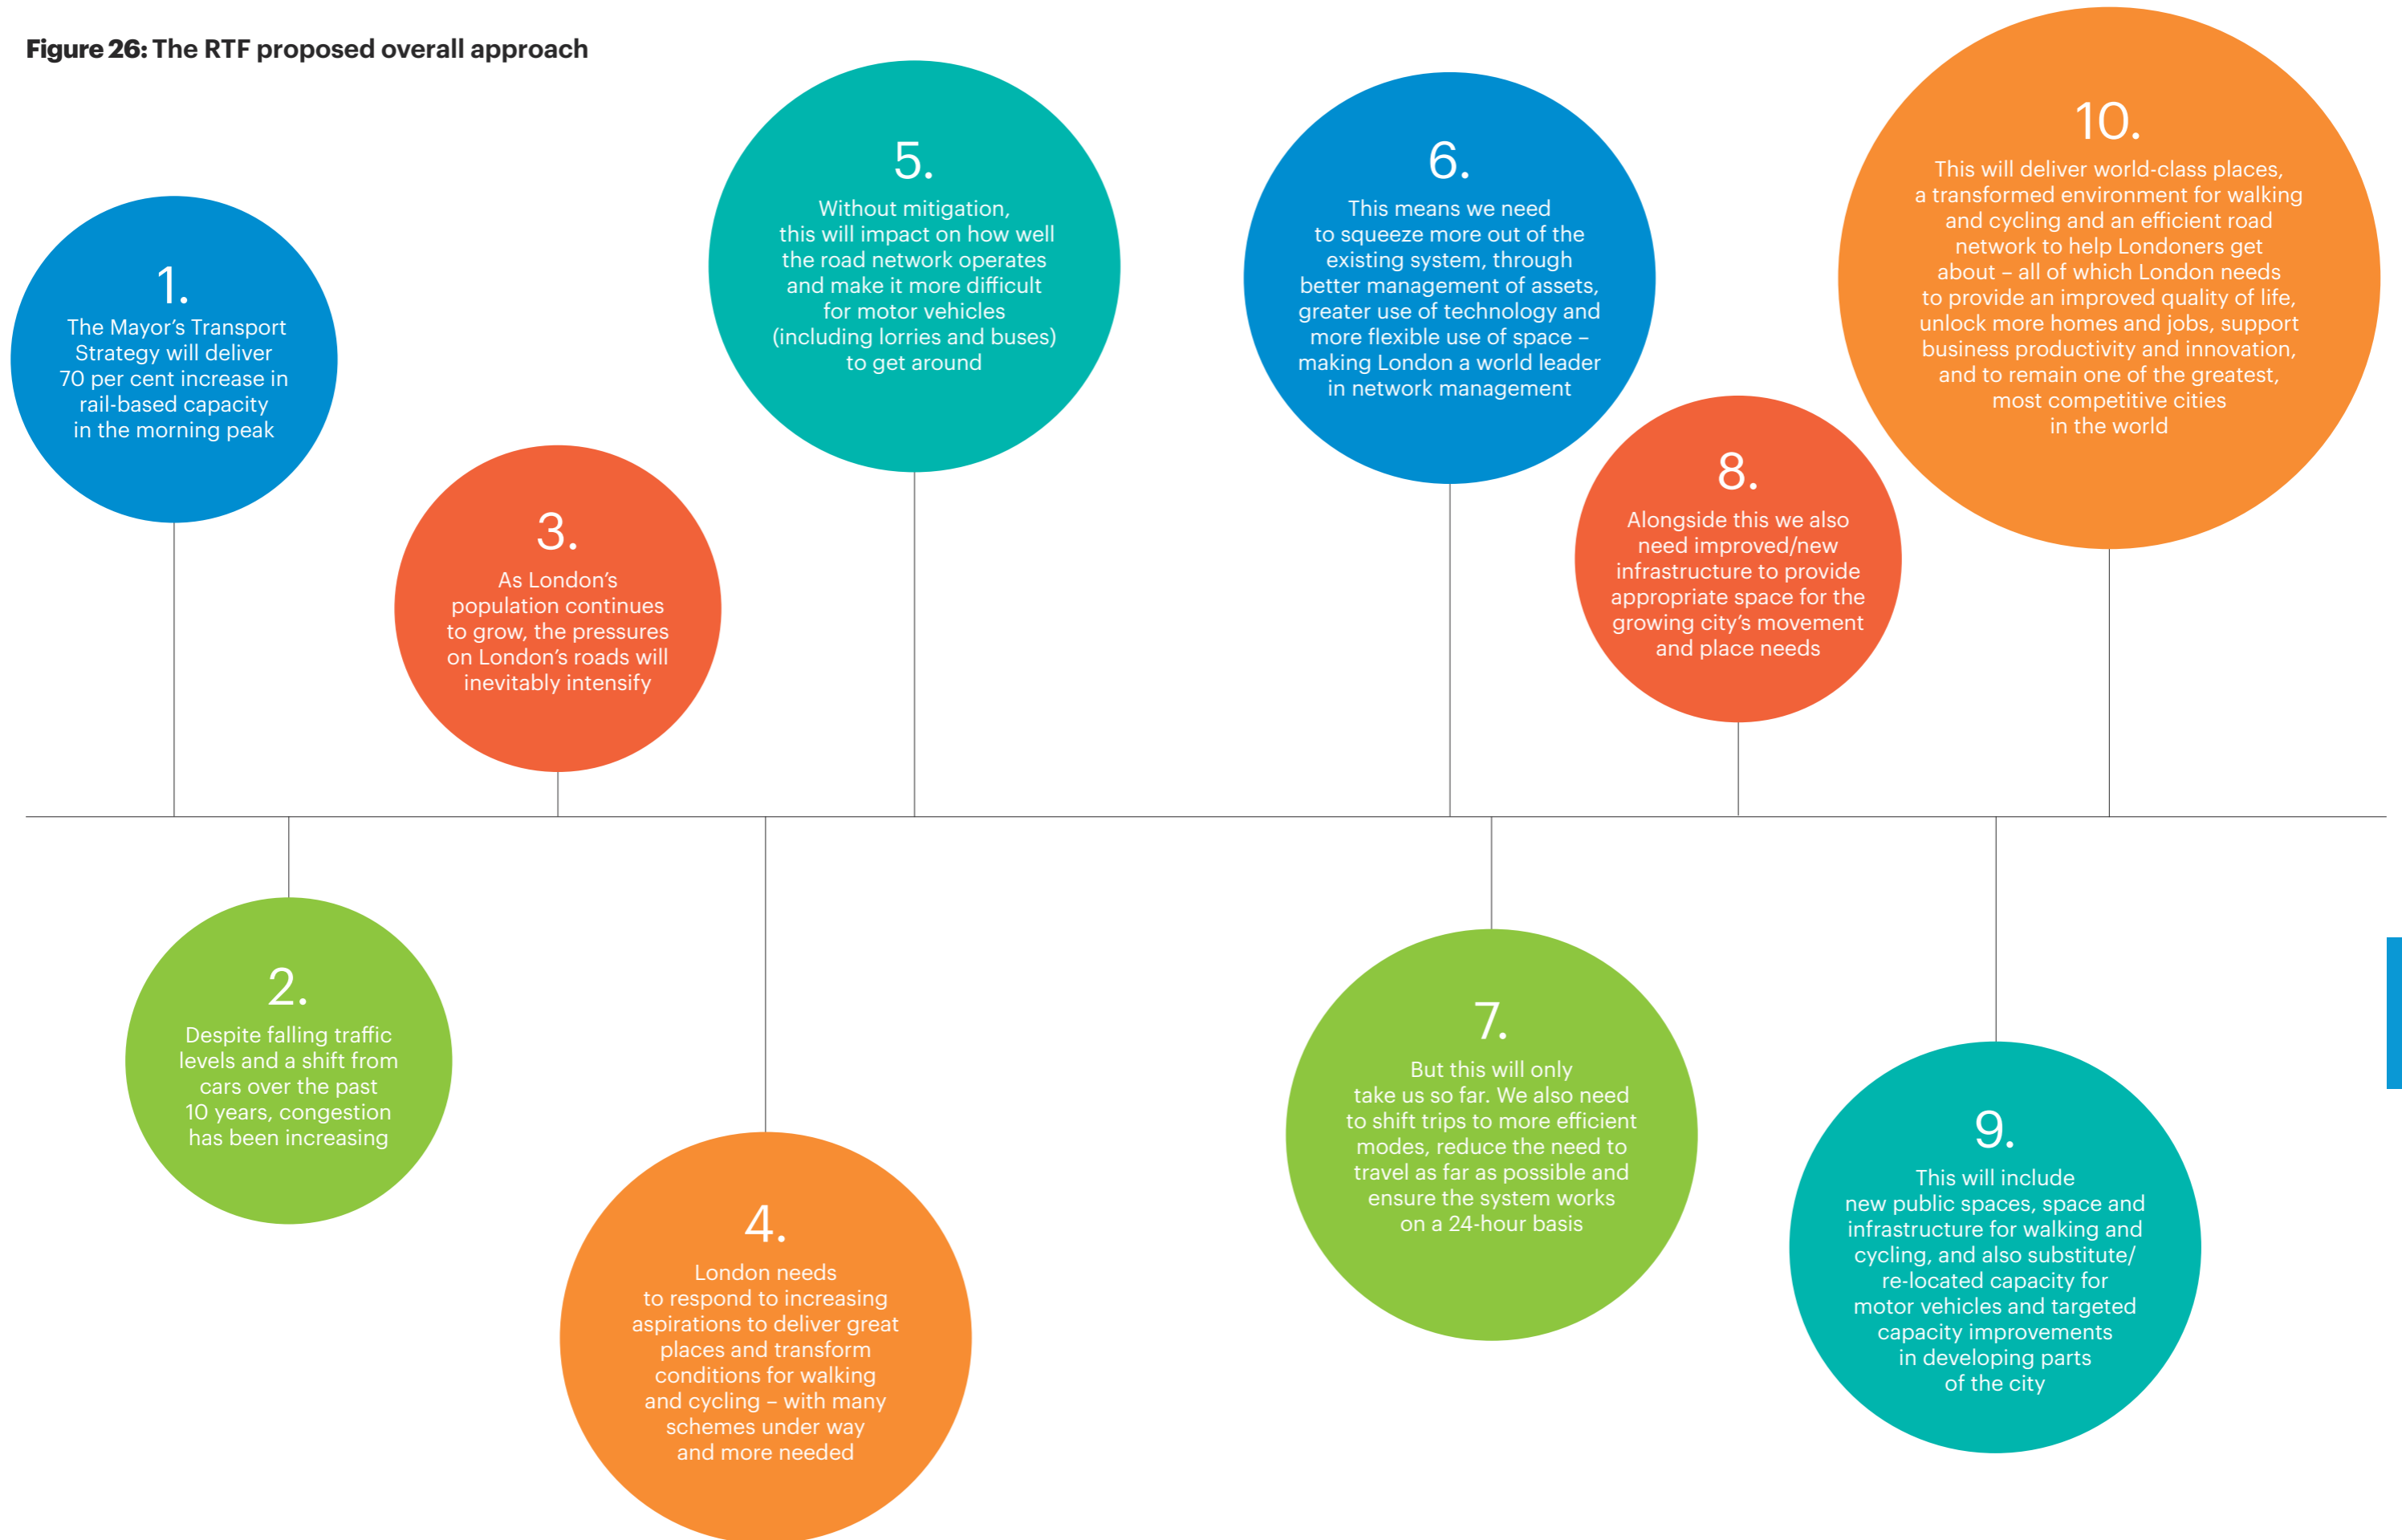 Figure 26: The RTF proposed overall approach
1.
The Mayor’s Transport
Strategy will deliver
70 per cent increase in
rail-based capacity
in the morning peak
2.
Despite falling traffic
levels and a shift from
cars over the past
10 years, congestion
has been increasing
3.
As London’s
population continues
to grow, the pressures
on London’s roads will
inevitably intensify
4.
London needs
to respond to increasing
aspirations to deliver great
places and transform
conditions for walking
and cycling – with many
schemes under way
and more needed
5.
Without mitigation,
this will impact on how well
the road network operates
and make it more difficult
for motor vehicles
(including lorries and buses)
to get around
6.
This means we need
to squeeze more out of the
existing system, through
better management of assets,
greater use of technology and
more flexible use of space –
making London a world leader
in network management
7.
But this will only
take us so far. We also need
to shift trips to more efficient
modes, reduce the need to
travel as far as possible and
ensure the system works
on a 24-hour basis
8.
Alongside this we also
need improved/new
infrastructure to provide
appropriate space for the
growing city’s movement
and place needs
9.
This will include
new public spaces, space and
infrastructure for walking and
cycling, and also substitute/
re-located capacity for
motor vehicles and targeted
capacity improvements
in developing parts
of the city
10.
This will deliver world-class places,
a transformed environment for walking
and cycling and an efficient road
network to help Londoners get
about – all of which London needs
to provide an improved quality of life,
unlock more homes and jobs, support
business productivity and innovation,
and to remain one of the greatest,
most competitive cities
in the world